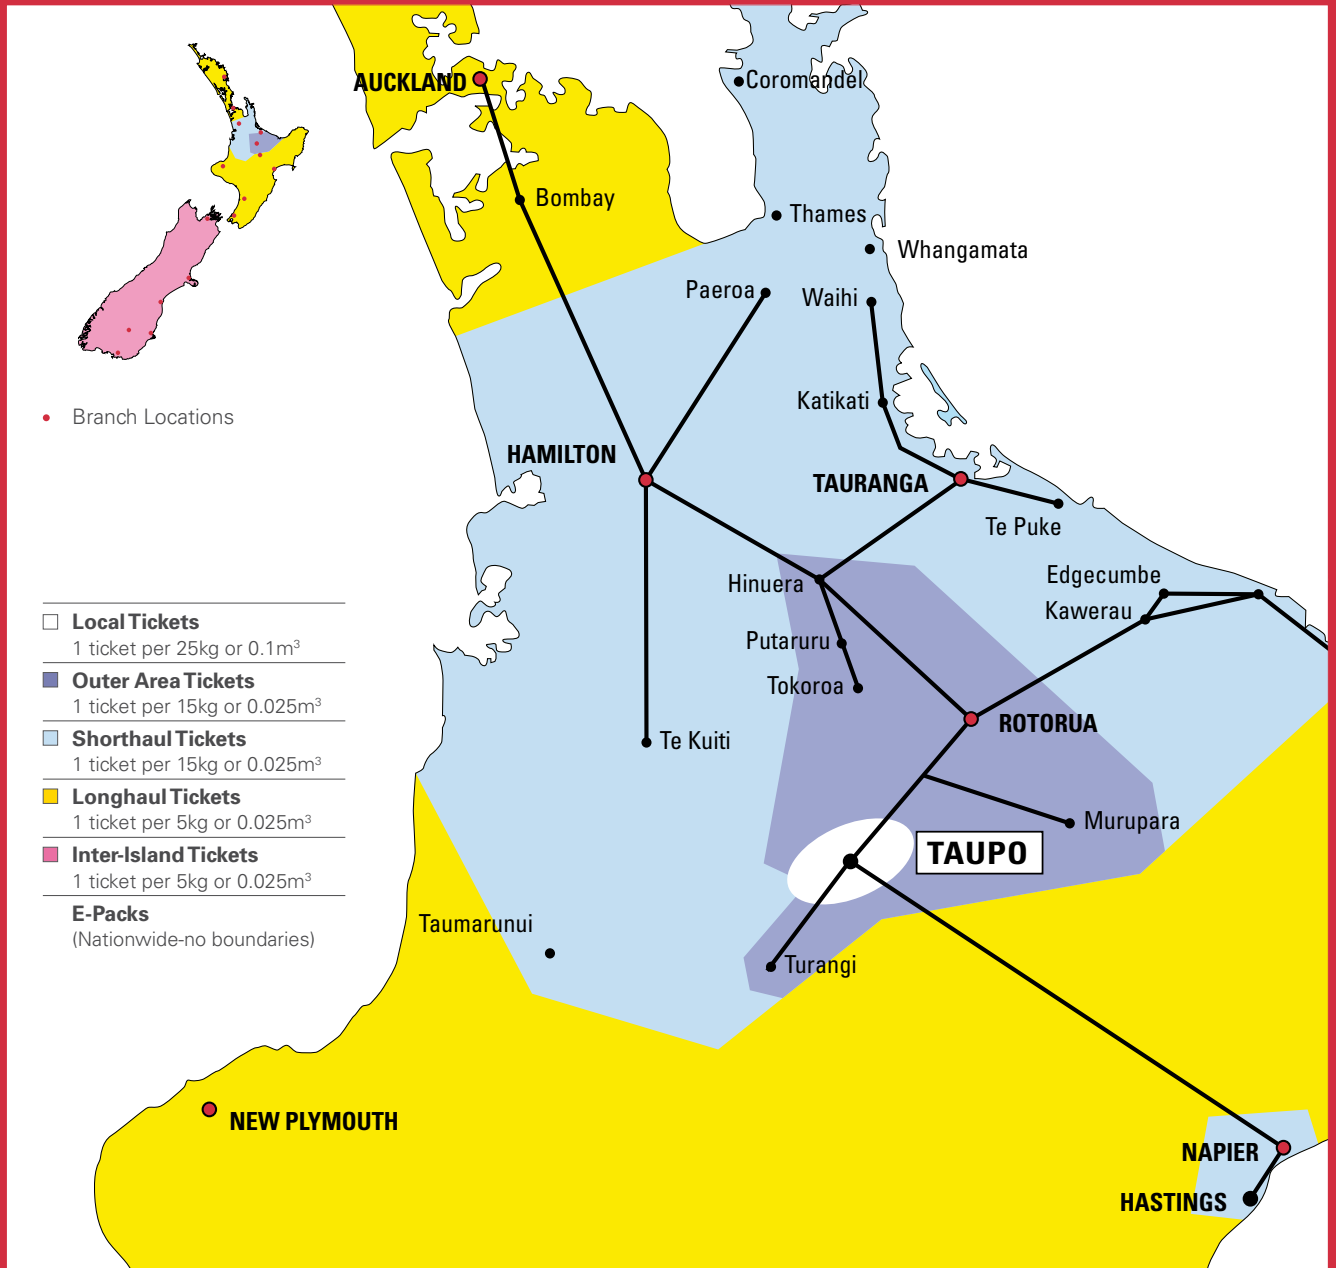 AUCKLAND
Coromandel
Bombay
Thames
Whangamata
Paeroa
Waihi
Katikati
• Branch Locations
HAMILTON
TAURANGA
Te Puke
Hinuera
Edgecumbe
Kawerau
Local Tickets
1 ticket per 25kg or 0.1m³
Putaruru
Outer Area Tickets
1 ticket per 15kg or 0.025m³
Tokoroa
ROTORUA
Shorthaul Tickets
1 ticket per 15kg or 0.025m³
Te Kuiti
Longhaul Tickets
1 ticket per 5kg or 0.025m³
Murupara
Inter-Island Tickets
1 ticket per 5kg or 0.025m³
TAUPO
E-Packs
(Nationwide-no boundaries)
Taumarunui
Turangi
NEW PLYMOUTH
NAPIER
HASTINGS